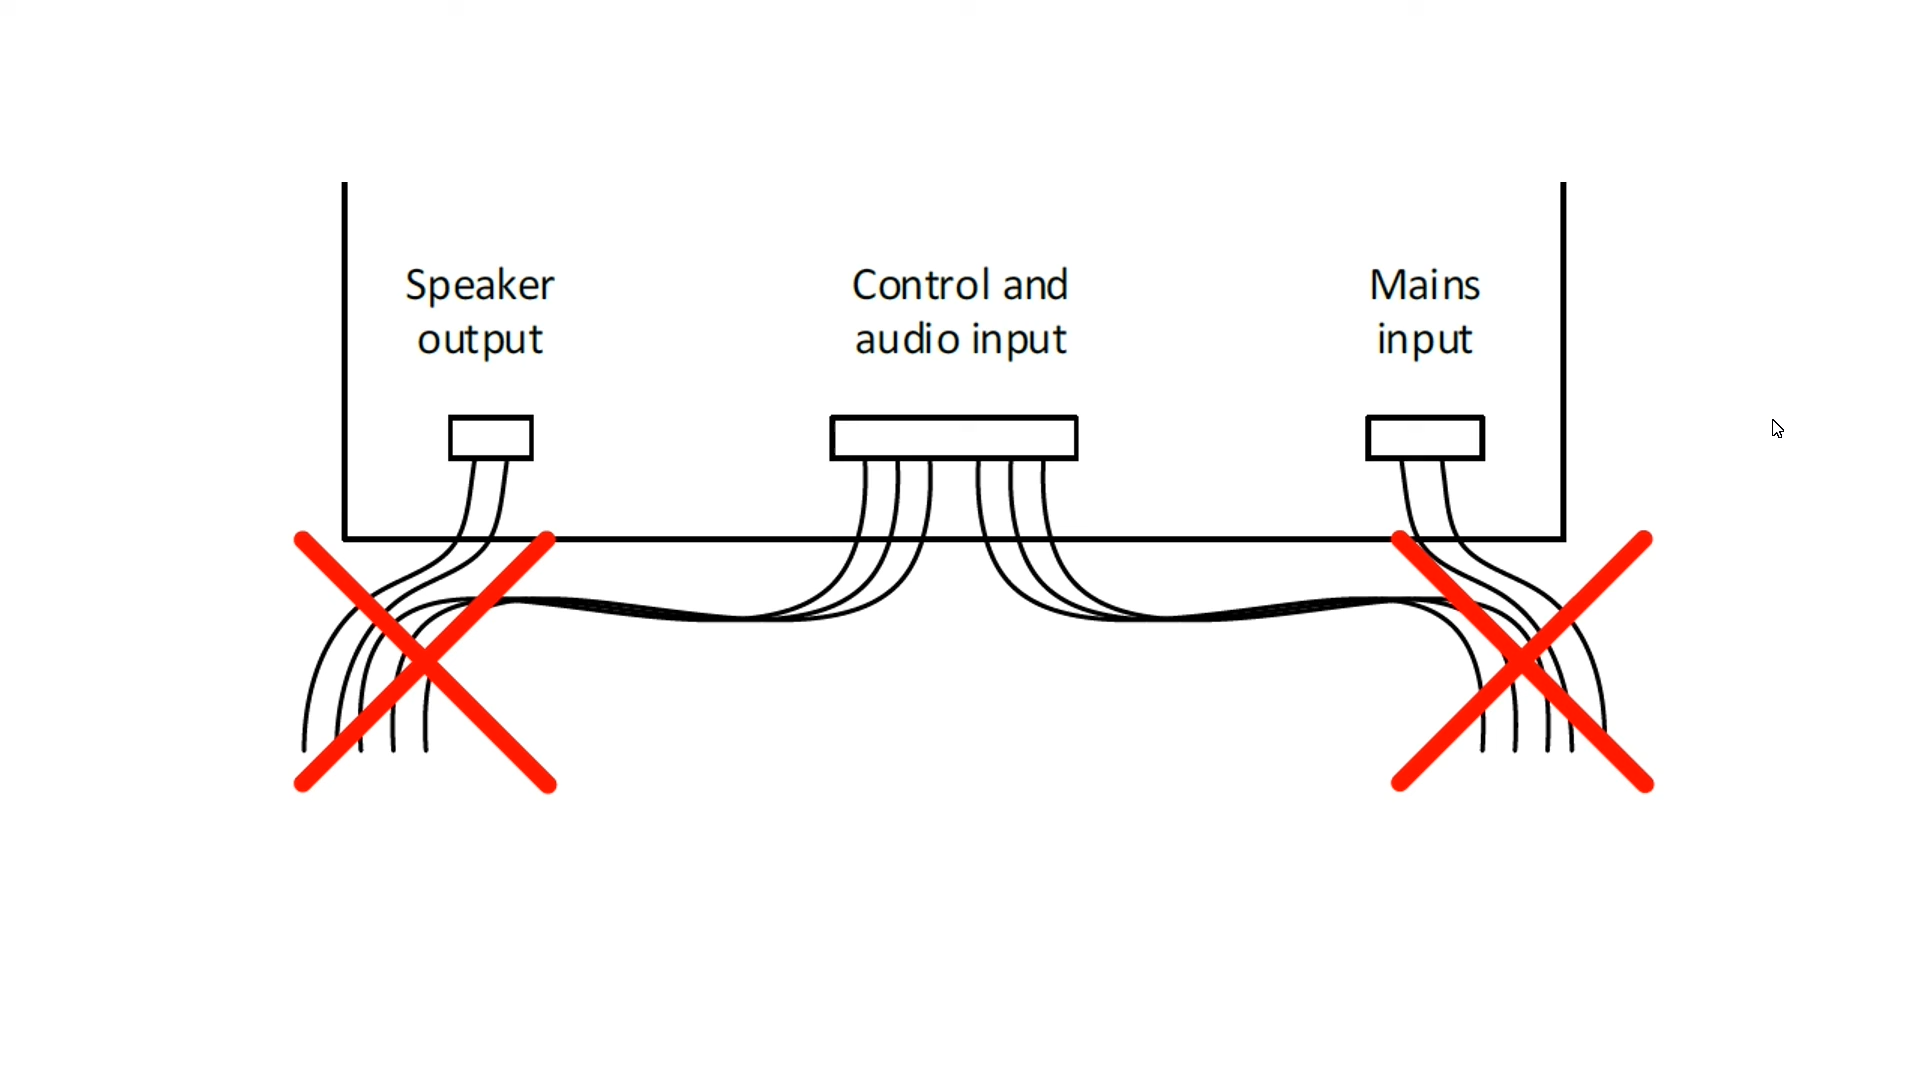 Speaker
output
Control and
audio input
Mains
input